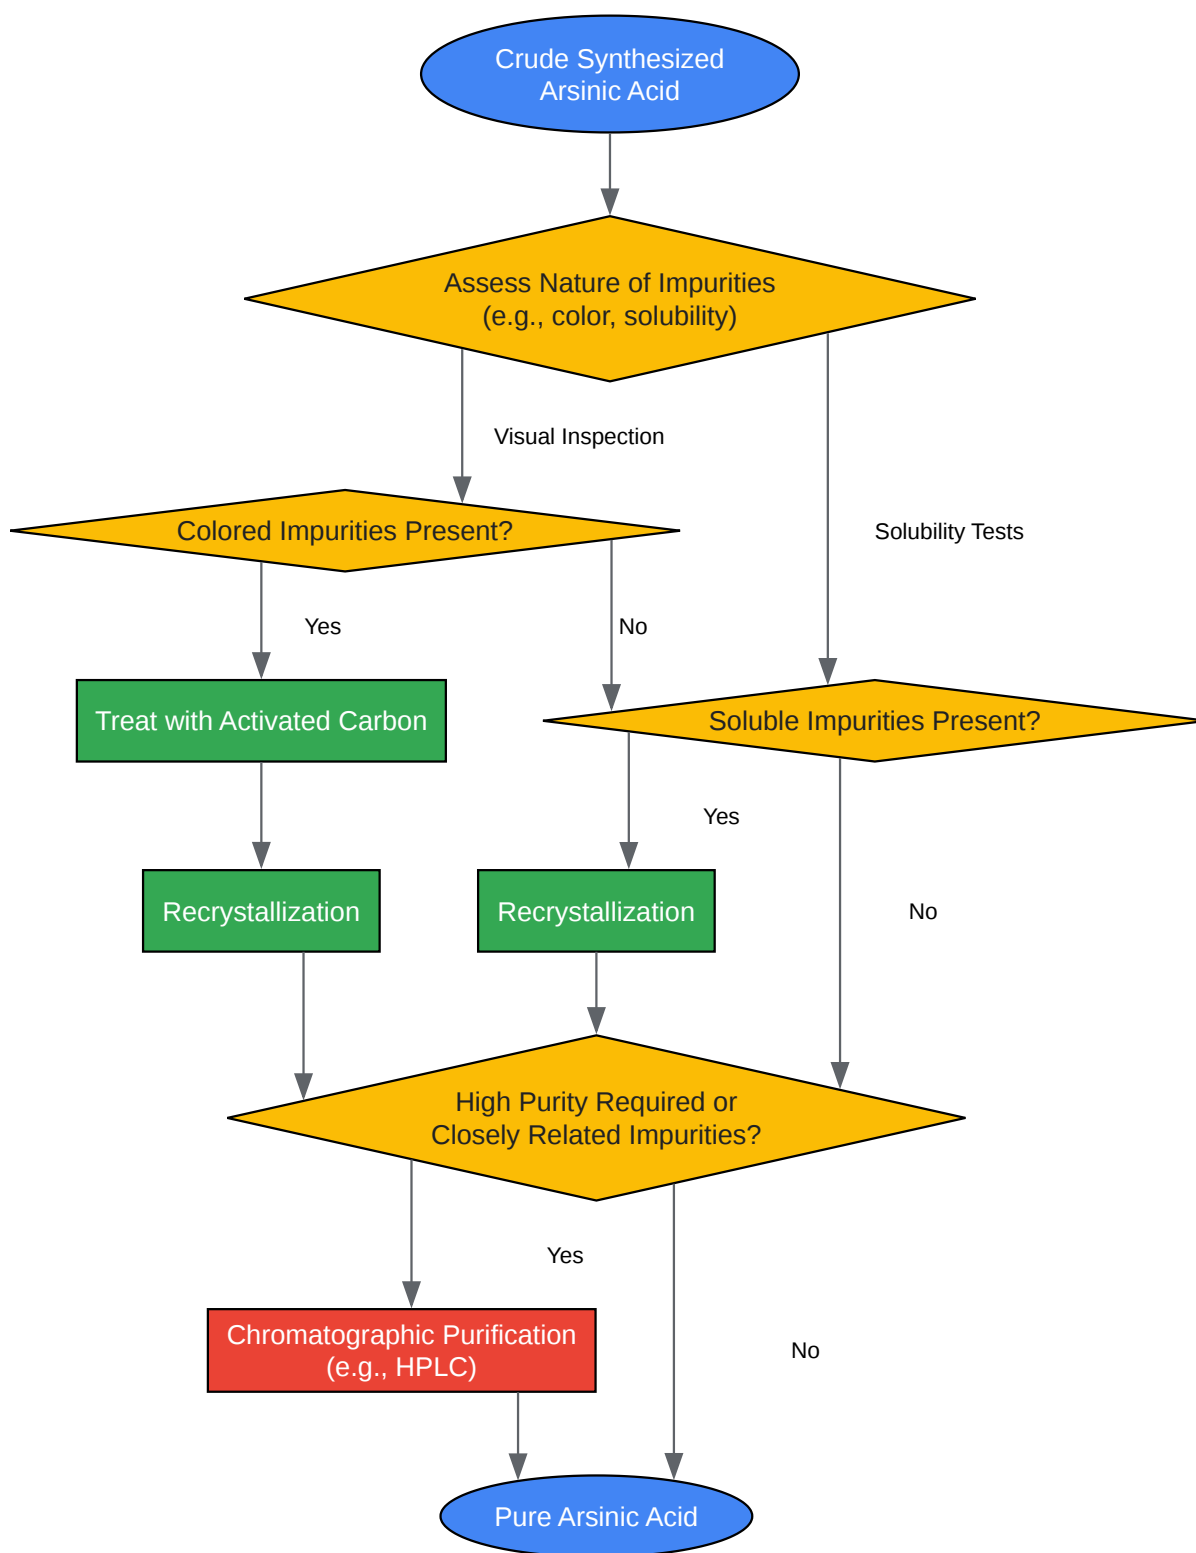 Crude Synthesized
Arsinic Acid
Assess Nature of Impurities
(e.g., color, solubility)
Visual Inspection
Colored Impurities Present?
Solubility Tests
Yes
No
Treat with Activated Carbon
Soluble Impurities Present?
Yes
Recrystallization
Recrystallization
No
High Purity Required or
Closely Related Impurities?
Yes
Chromatographic Purification
(e.g., HPLC)
No
Pure Arsinic Acid